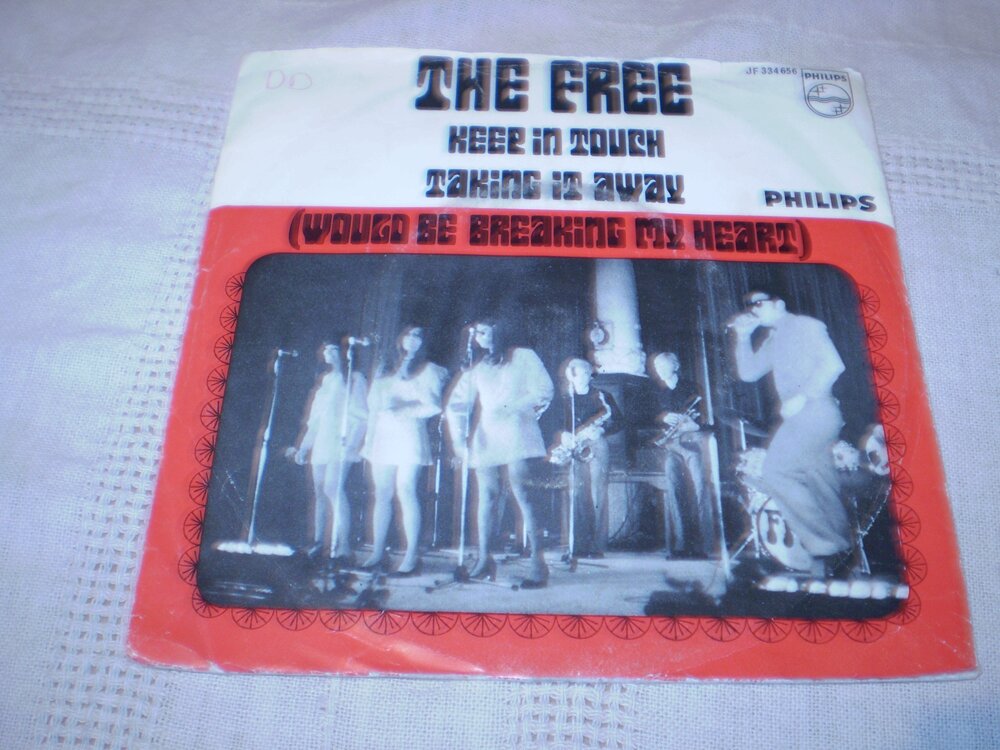 DO
THE FREE
JF 334 656
PHILIPS
KEEP IN TOUCH
TAKING IT AWAY
PHILIPS
(WOULD BE BREAKING MY HEART)
F